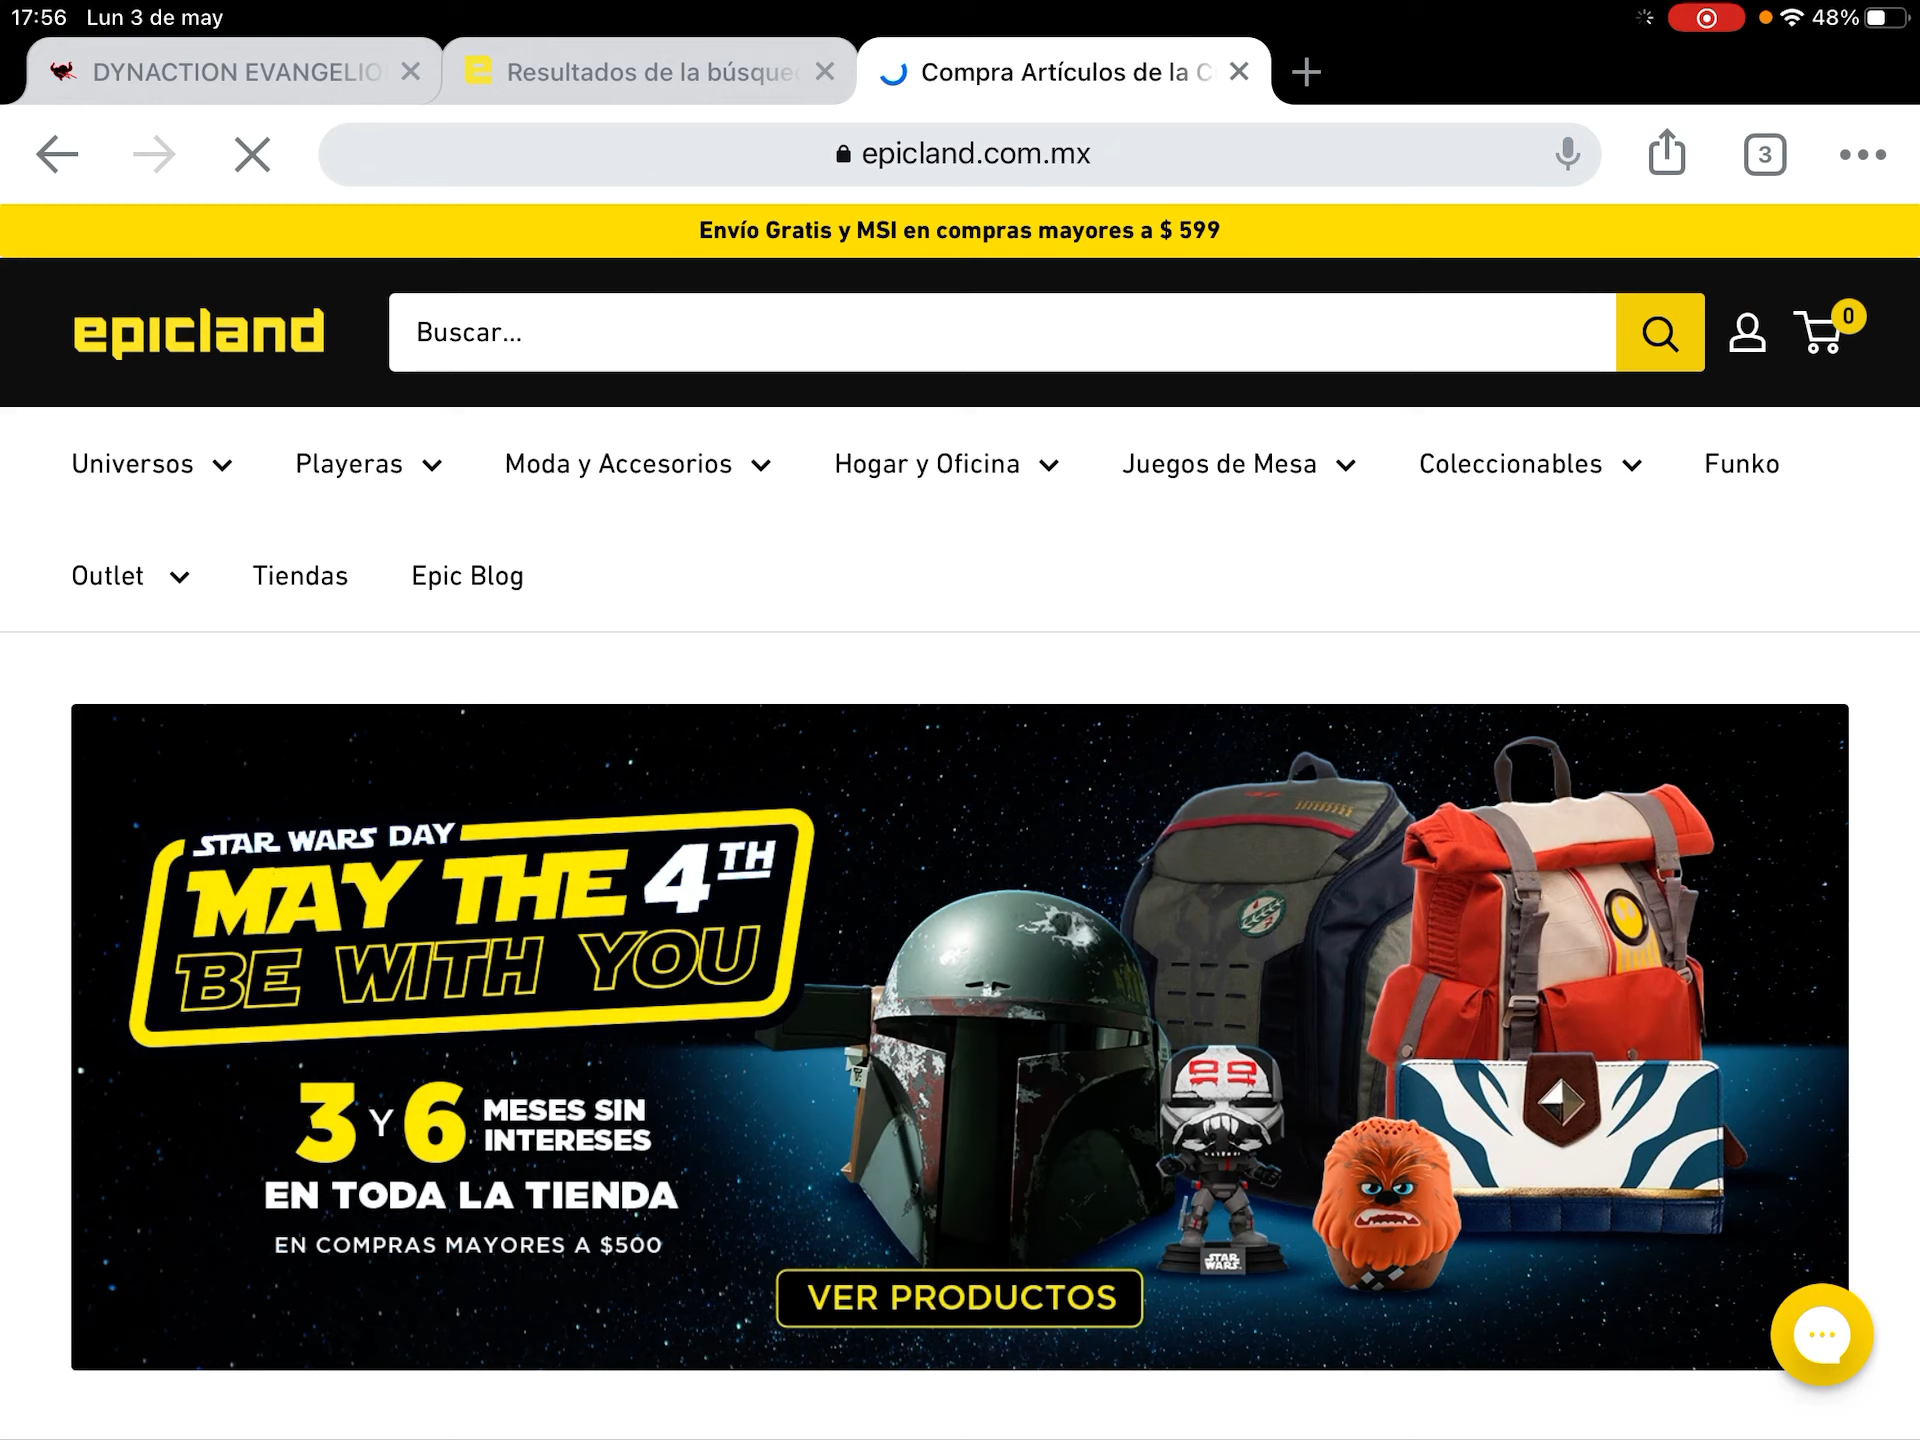 17:56 Lun 3 de may 48%
DYNACTION EVANGELIO Resultados de la búsque Compra Artículos de la C
epicland.com.mx 3
Envío Gratis y MSI en compras mayores a $ 599
epicland Buscar... 0
Universos Playeras Moda y Accesorios Hogar y Oficina Juegos de Mesa Coleccionables Funko
Outlet Tiendas Epic Blog
STAR WARS DAY
MAY THE 4TH
BE WITH YOU
3 Y 6 MESES SIN
INTERESES
EN TODA LA TIENDA
EN COMPRAS MAYORES A $500
STAR
WARS
VER PRODUCTOS